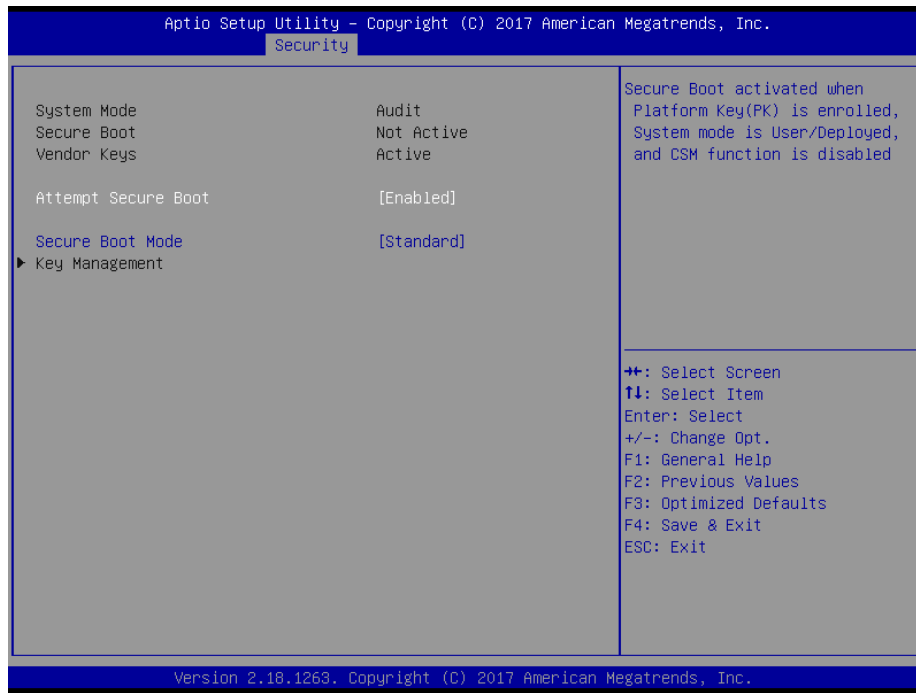 Aptio Setup Utility – Copyright (C) 2017 American Megatrends, Inc.
Security
System Mode Audit
Secure Boot Not Active
Vendor Keys Active
Attempt Secure Boot [Enabled]
Secure Boot Mode [Standard]
Key Management
Secure Boot activated when
Platform Key(PK) is enrolled,
System mode is User/Deployed,
and CSM function is disabled
→←: Select Screen
↑↓: Select Item
Enter: Select
+/-: Change Opt.
F1: General Help
F2: Previous Values
F3: Optimized Defaults
F4: Save & Exit
ESC: Exit
Version 2.18.1263. Copyright (C) 2017 American Megatrends, Inc.